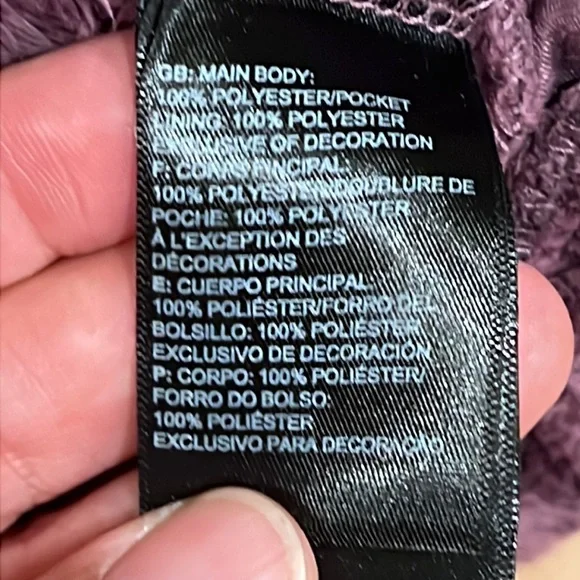 GB: MAIN BODY:
100% POLYESTER/POCKET
LINING: 100% POLYESTER
EXCLUSIVE OF DECORATION
F: CORPS PINCIPAL:
100% POLYESTER/DOUBLURE DE
POCHE: 100% POLYESTER
À L'EXCEPTION DES
DÉCORATIONS
E: CUERPO PRINCIPAL:
100% POLIÉSTER/FORRO DEL
BOLSILLO: 100% POLIÉSTER
EXCLUSIVO DE DECORACIÓN
P: CORPO: 100% POLIÉSTER/
FORRO DO BOLSO:
100% POLIÉSTER
EXCLUSIVO PARA DECORAÇÃO